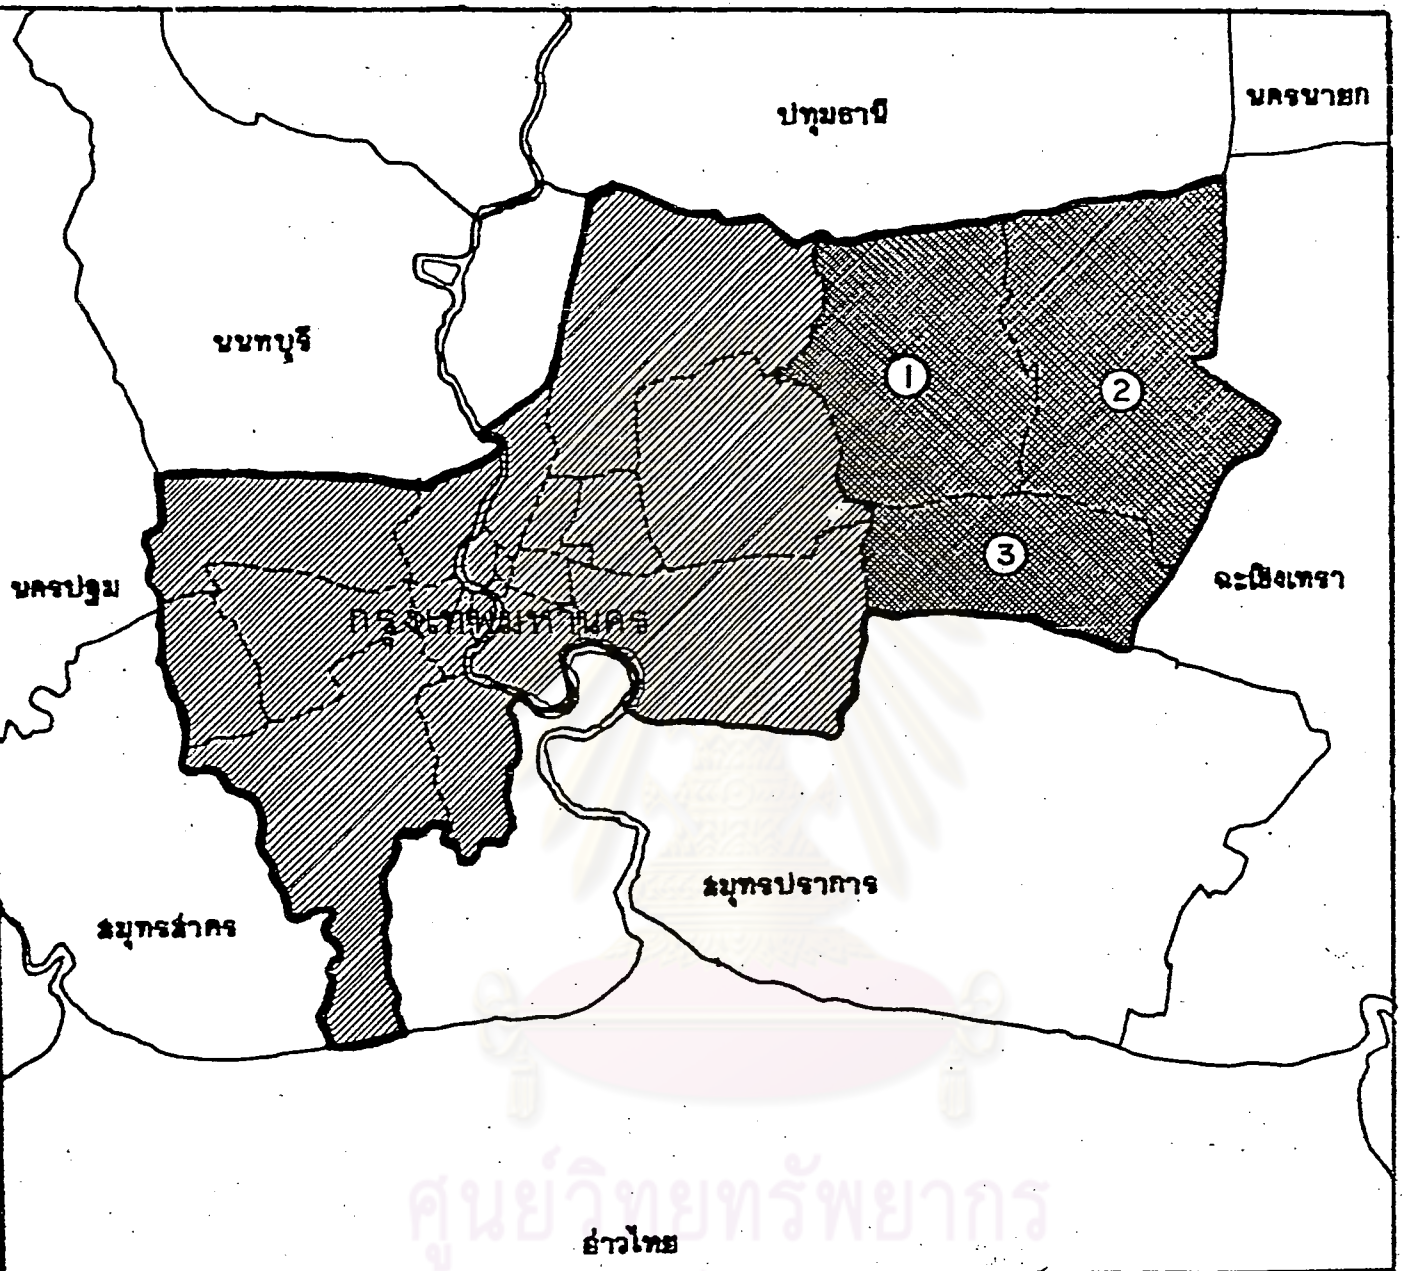 ปทุมธานี
นครนายก
นนทบุรี
1
2
3
นครปฐม
ฉะเชิงเทรา
กรุงเทพมหานคร
สมุทรปราการ
สมุทรสาคร
ศูนย์วิทยทรัพยากร
อ่าวไทย